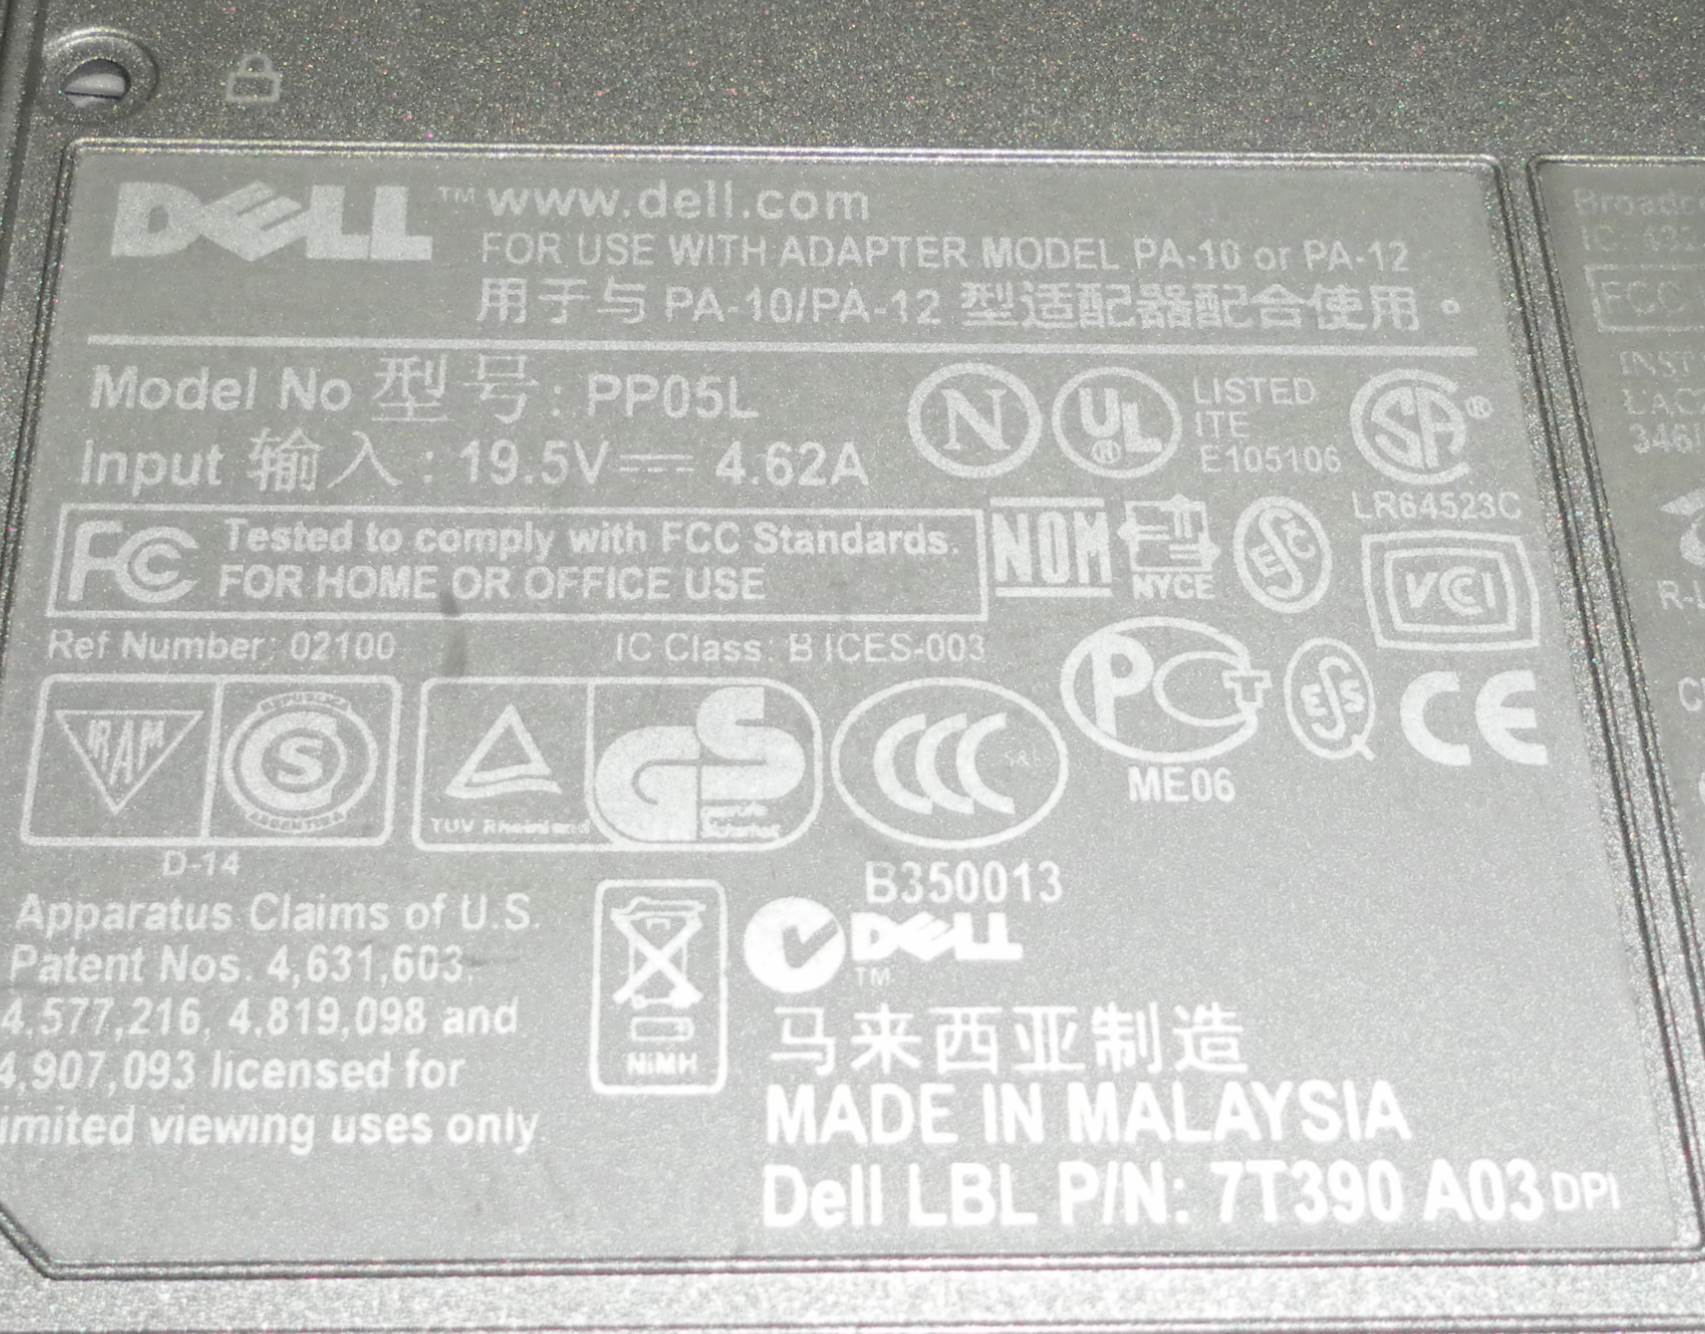 DELL™ www.dell.com
FOR USE WITH ADAPTER MODEL PA-10 or PA-12
用于与 PA-10/PA-12 型适配器配合使用。
Model No 型号: PP05L
Input 输入: 19.5V⎓ 4.62A
N UL® LISTED
ITE
E105106
SA®
LR64523C
FC Tested to comply with FCC Standards.
FOR HOME OR OFFICE USE
NOM
NYCE
VCI
Ref Number: 02100
IC Class: B ICES-003
IRAM S
D-14
TUV Rheinland GS
CCC
B350013
PCT
ME06
CE
Apparatus Claims of U.S.
Patent Nos. 4,631,603,
4,577,216, 4,819,098 and
4,907,093 licensed for
imited viewing uses only.
NiMH
DELL
TM
马来西亚制造
MADE IN MALAYSIA
Dell LBL P/N: 7T390 A03 DPI
FCC